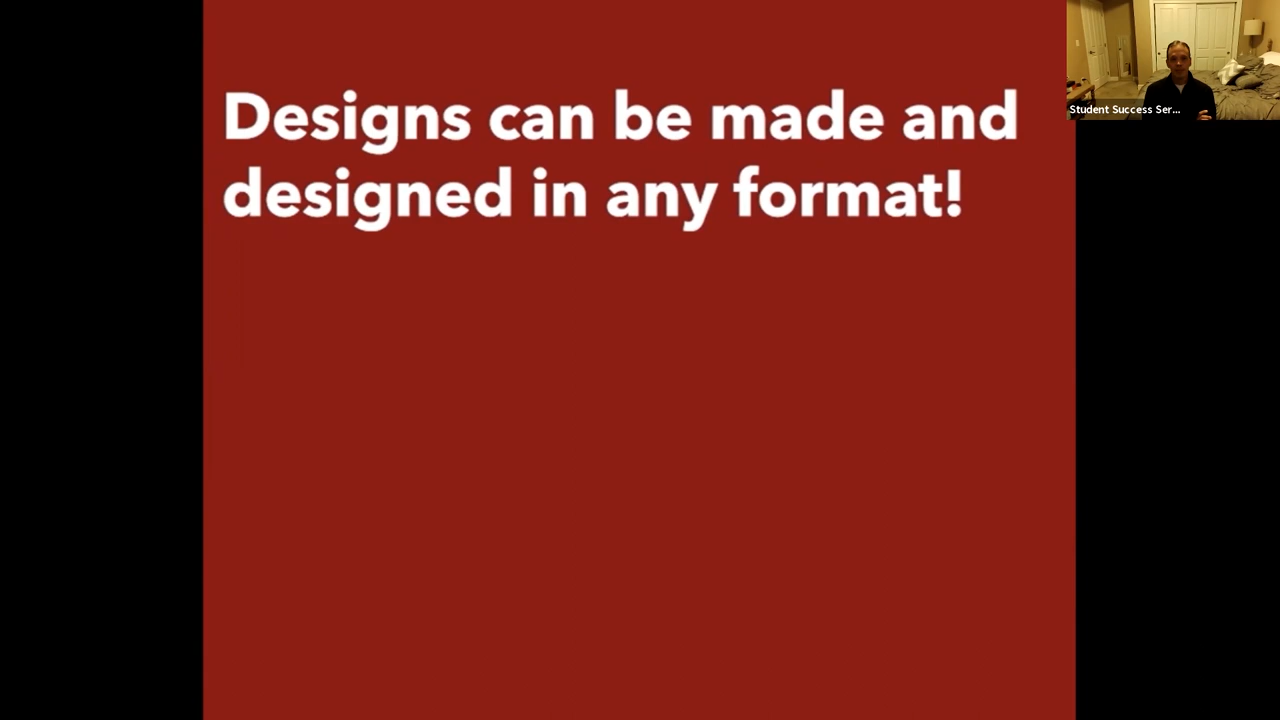 Designs can be made and
designed in any format!
Student Success Ser...